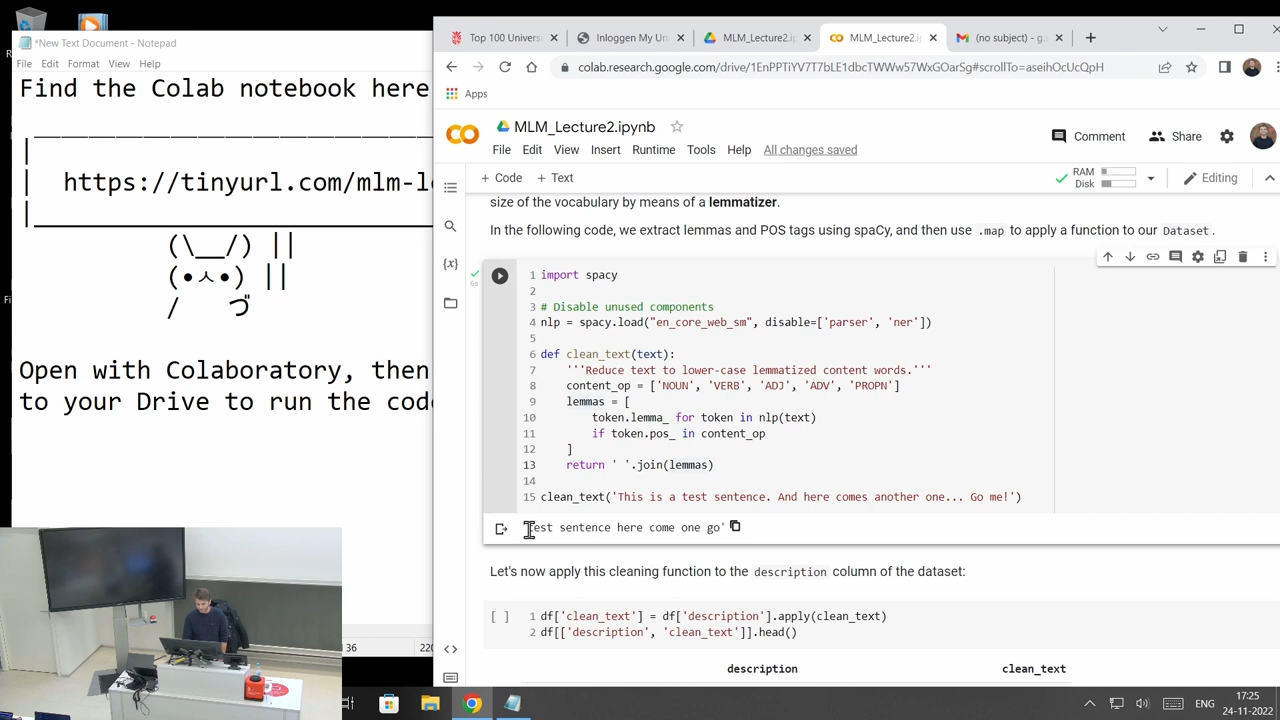 *New Text Document - Notepad
File Edit Format View Help
Find the Colab notebook here
https://tinyurl.com/mlm-l
(\__/) ||
(•ㅅ•) ||
/   づ
Open with Colaboratory, then
to your Drive to run the cod
36
Top 100 Univers
Inloggen My Un
MLM_Lecture2.i
MLM_Lecture2.i
(no subject) - g.
colab.research.google.com/drive/1EnPPTiYV7T7bLE1dbcTWWw57WxGOarSg#scrollTo=aseihOcUcQpH
Apps
MLM_Lecture2.ipynb
Comment
Share
File Edit View Insert Runtime Tools Help All changes saved
+ Code + Text
RAM
Disk
Editing
size of the vocabulary by means of a lemmatizer.
In the following code, we extract lemmas and POS tags using spaCy, and then use .map to apply a function to our Dataset.
6s
1 import spacy
2
3 # Disable unused components
4 nlp = spacy.load("en_core_web_sm", disable=['parser', 'ner'])
5
6 def clean_text(text):
7 '''Reduce text to lower-case lemmatized content words.'''
8 content_op = ['NOUN', 'VERB', 'ADJ', 'ADV', 'PROPN']
9 lemmas = [
10 token.lemma_ for token in nlp(text)
11 if token.pos_ in content_op
12 ]
13 return ' '.join(lemmas)
14
15 clean_text('This is a test sentence. And here comes another one... Go me!')
'test sentence here come one go'
Let's now apply this cleaning function to the description column of the dataset:
[ ] 1 df['clean_text'] = df['description'].apply(clean_text)
2 df[['description', 'clean_text']].head()
description clean_text
ENG
17:25
24-11-2022